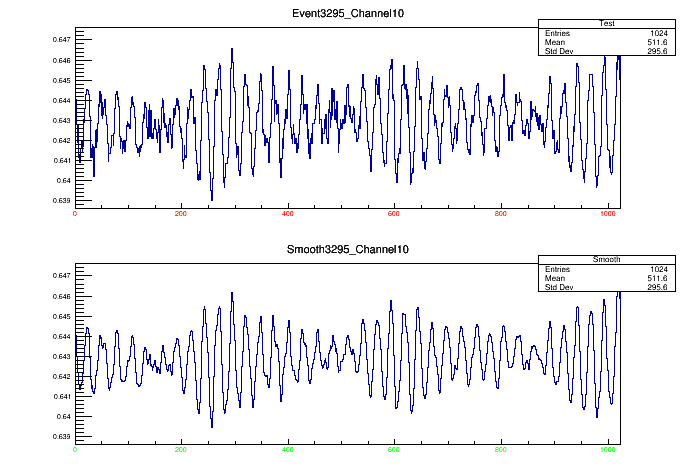 Event3295_Channel10
Test
Entries 1024
Mean 511.6
Std Dev 295.6
0.647
0.646
0.645
0.644
0.643
0.642
0.641
0.64
0.639
0 200 400 600 800 1000
Smooth3295_Channel10
Smooth
Entries 1024
Mean 511.6
Std Dev 295.6
0.647
0.646
0.645
0.644
0.643
0.642
0.641
0.64
0.639
0 200 400 600 800 1000